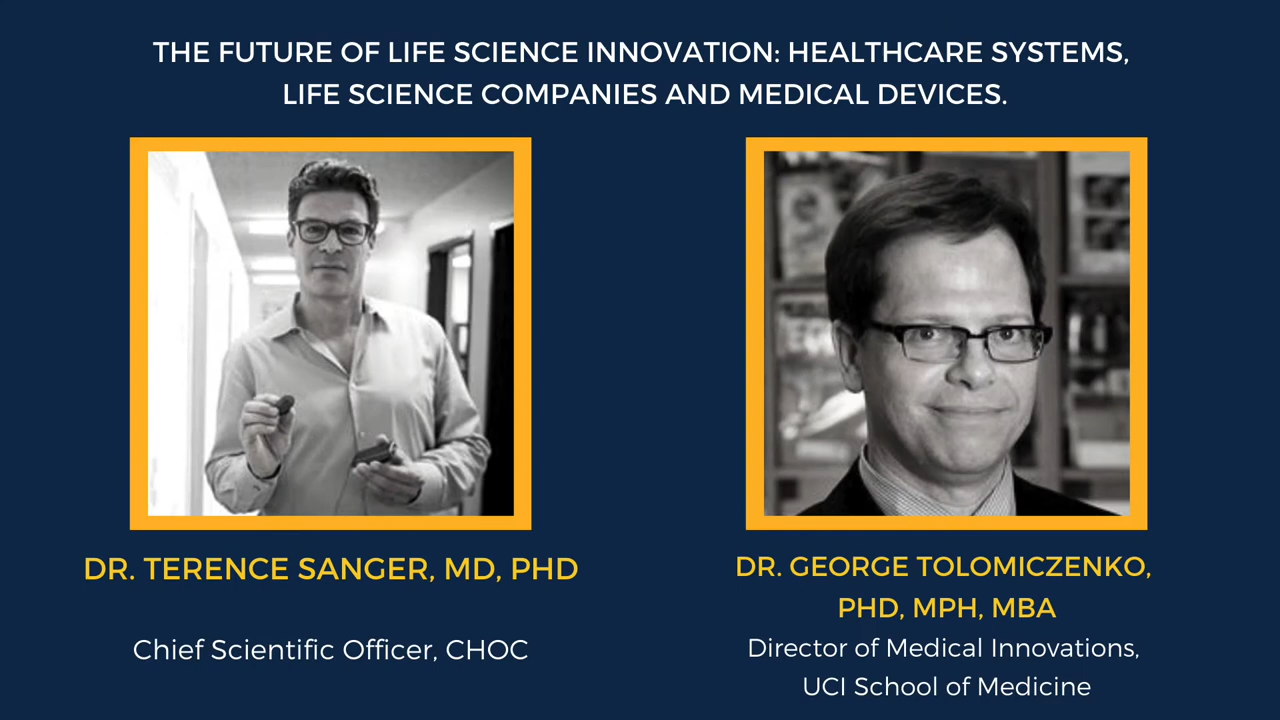 THE FUTURE OF LIFE SCIENCE INNOVATION: HEALTHCARE SYSTEMS,
LIFE SCIENCE COMPANIES AND MEDICAL DEVICES.
DR. TERENCE SANGER, MD, PHD
Chief Scientific Officer, CHOC
DR. GEORGE TOLOMICZENKO,
PHD, MPH, MBA
Director of Medical Innovations,
UCI School of Medicine